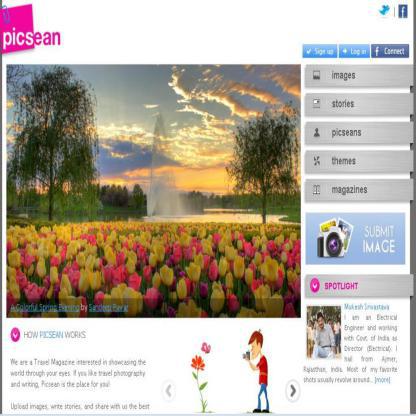 picsean
Sign up
Log in
Connect
images
stories
picseans
themes
magazines
SUBMIT
IMAGE
A Colorful Spring Evening by Sandeep Pawar
SPOTLIGHT
Mukesh Srivastava
I am an Electrical
Engineer and working
with Govt. of India as
Director (Electrical). I
hail from Ajmer,
Rajasthan, India. Most of my favorite
shots usually revolve around... [more]
HOW PICSEAN WORKS
We are a Travel Magazine interested in showcasing the
world through your eyes. If you like travel photography
and writing, Picsean is the place for you!
Upload images, write stories, and share with us the best